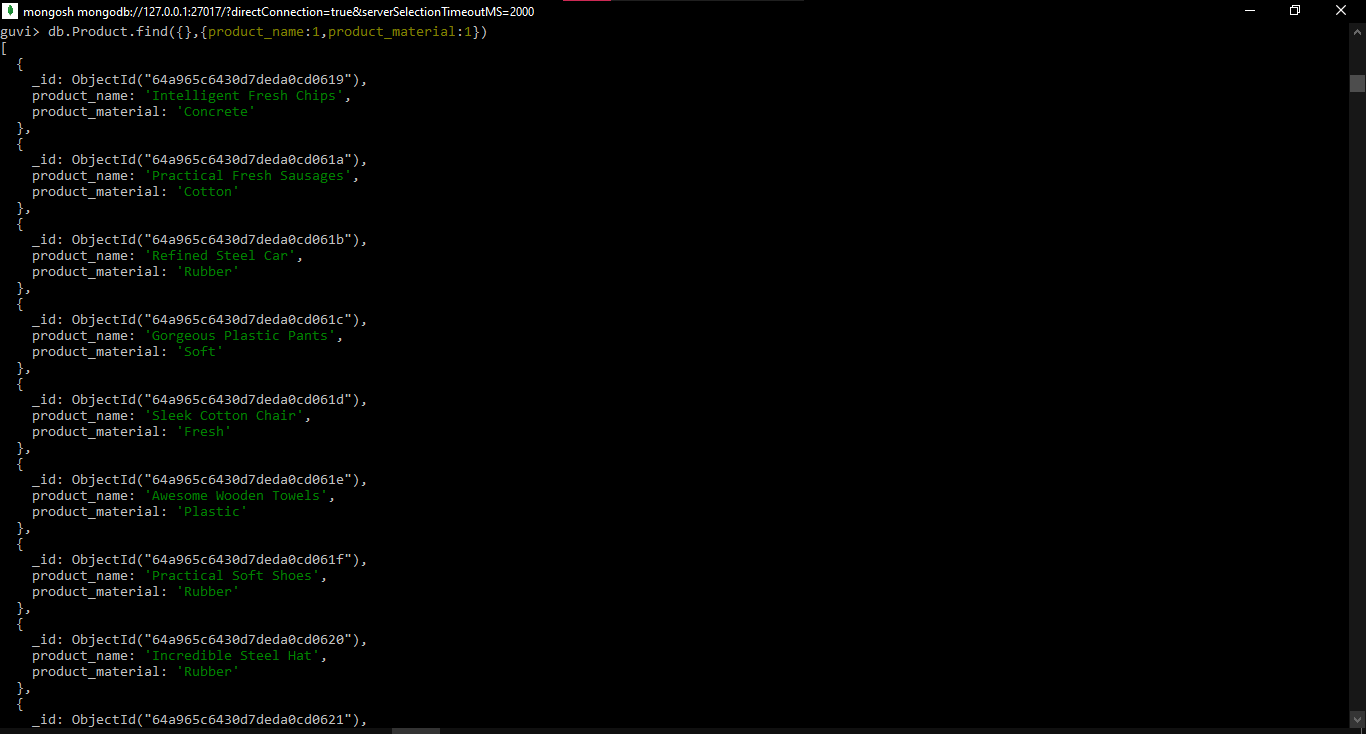 mongosh mongodb://127.0.0.1:27017/?directConnection=true&serverSelectionTimeoutMS=2000
guvi> db.Product.find({},{product_name:1,product_material:1})
[
  {
    _id: ObjectId("64a965c6430d7deda0cd0619"),
    product_name: 'Intelligent Fresh Chips',
    product_material: 'Concrete'
  },
  {
    _id: ObjectId("64a965c6430d7deda0cd061a"),
    product_name: 'Practical Fresh Sausages',
    product_material: 'Cotton'
  },
  {
    _id: ObjectId("64a965c6430d7deda0cd061b"),
    product_name: 'Refined Steel Car',
    product_material: 'Rubber'
  },
  {
    _id: ObjectId("64a965c6430d7deda0cd061c"),
    product_name: 'Gorgeous Plastic Pants',
    product_material: 'Soft'
  },
  {
    _id: ObjectId("64a965c6430d7deda0cd061d"),
    product_name: 'Sleek Cotton Chair',
    product_material: 'Fresh'
  },
  {
    _id: ObjectId("64a965c6430d7deda0cd061e"),
    product_name: 'Awesome Wooden Towels',
    product_material: 'Plastic'
  },
  {
    _id: ObjectId("64a965c6430d7deda0cd061f"),
    product_name: 'Practical Soft Shoes',
    product_material: 'Rubber'
  },
  {
    _id: ObjectId("64a965c6430d7deda0cd0620"),
    product_name: 'Incredible Steel Hat',
    product_material: 'Rubber'
  },
  {
    _id: ObjectId("64a965c6430d7deda0cd0621"),